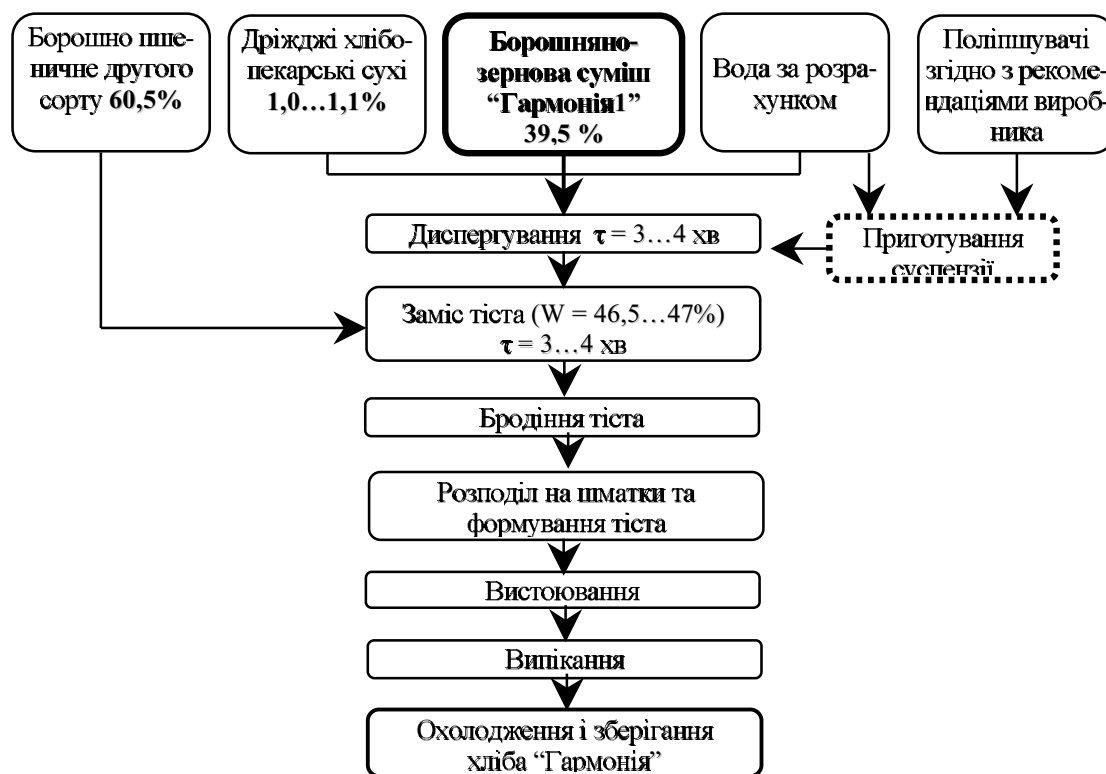 Борошно пше-
ничне другого
сорту 60,5%
Дріжджі хлібо-
пекарські сухі
1,0…1,1%
Борошняно-
зернова суміш
“Гармонія1”
39,5 %
Вода за розра-
хунком
Поліпшувачі
згідно з рекоме-
ндаціями вироб-
ника
Диспергування τ = 3…4 хв
Приготування
суспензії
Заміс тіста (W = 46,5…47%)
τ = 3…4 хв
Бродіння тіста
Розподіл на шматки та
формування тіста
Вистоювання
Випікання
Охолодження і зберігання
хліба “Гармонія”